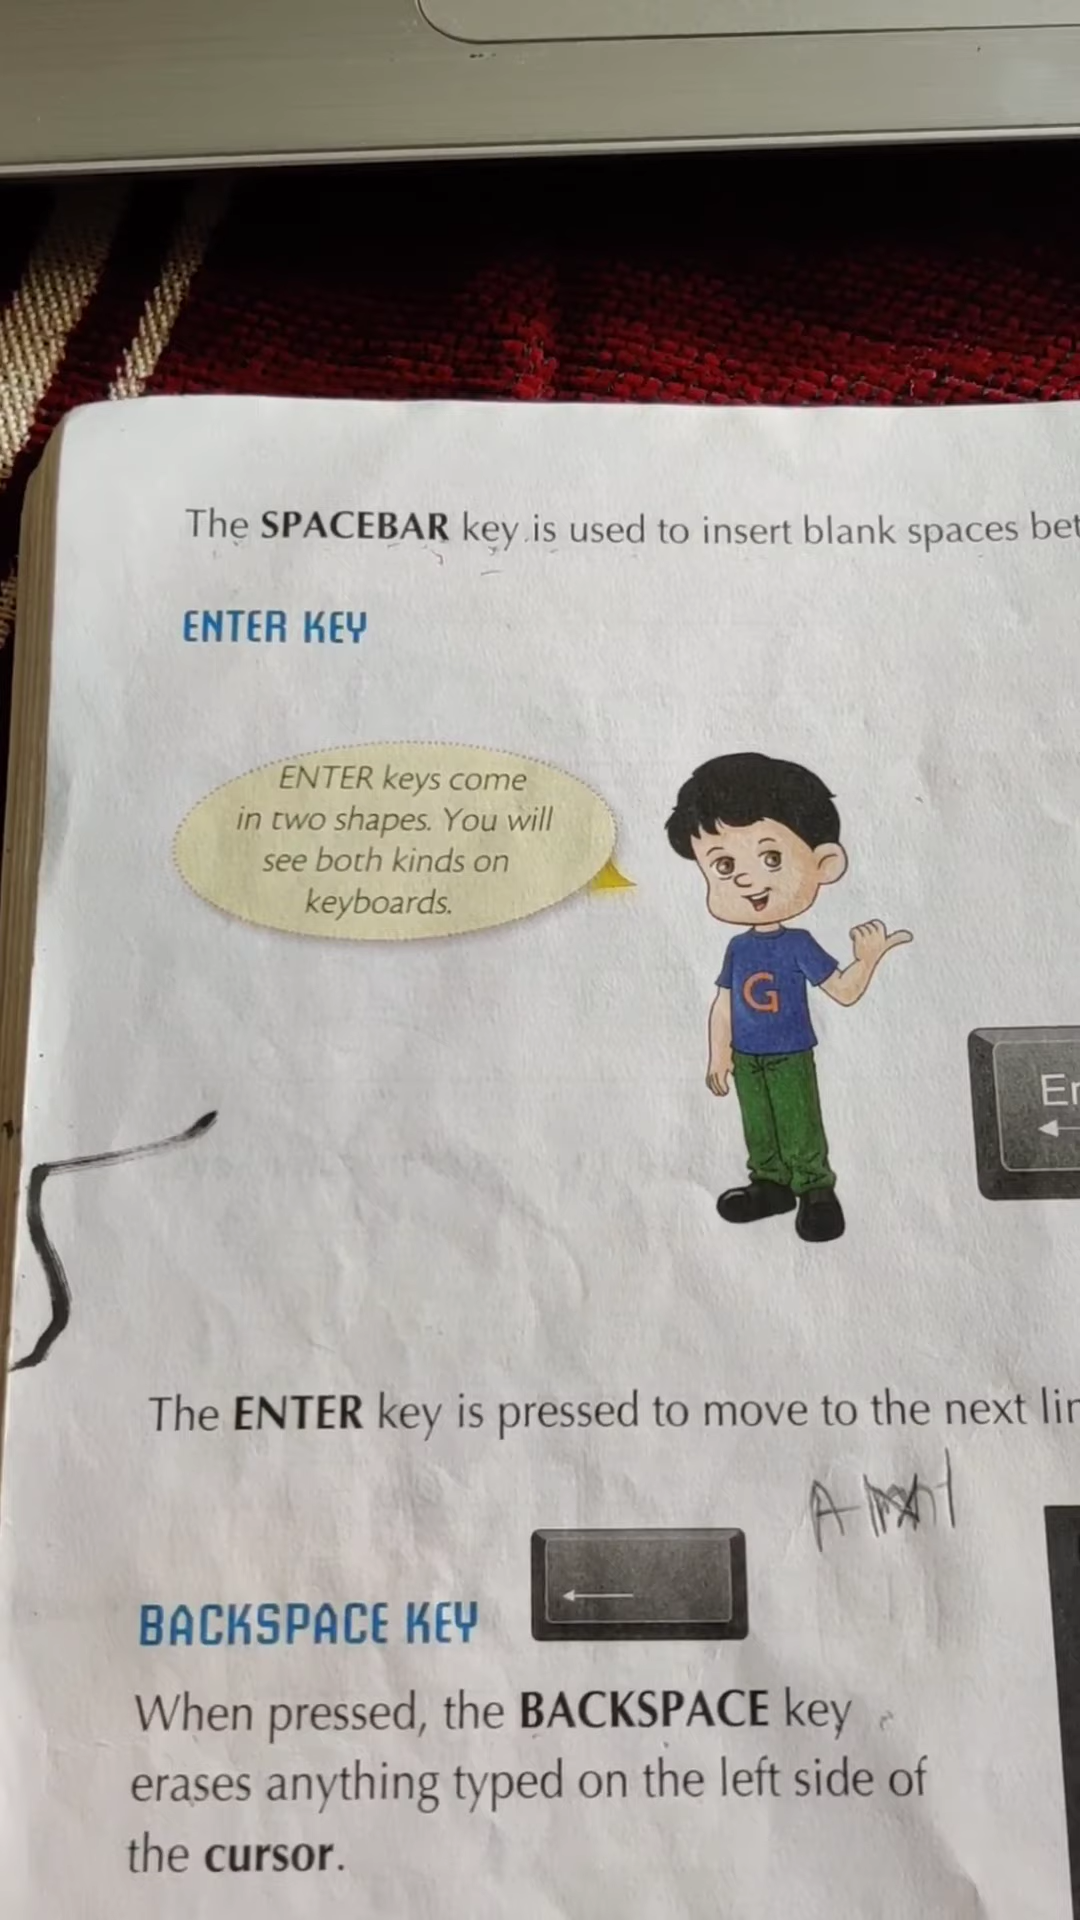 The SPACEBAR key is used to insert blank spaces
ENTER KEY
ENTER keys come
in two shapes. You will
see both kinds on
keyboards.
G
The ENTER key is pressed to move to the next
BACKSPACE KEY
When pressed, the BACKSPACE key
erases anything typed on the left side of
the cursor.